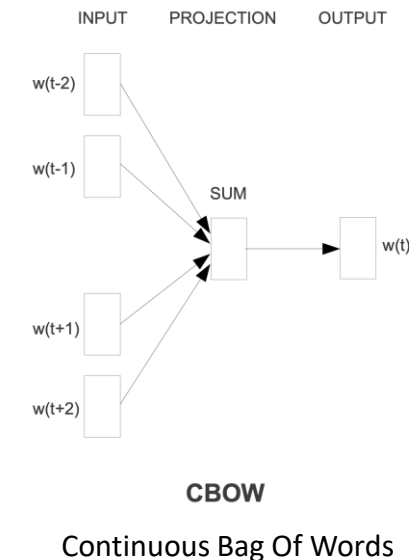 INPUT PROJECTION OUTPUT
w(t-2)
w(t-1)
SUM
w(t)
w(t+1)
w(t+2)
CBOW
Continuous Bag Of Words